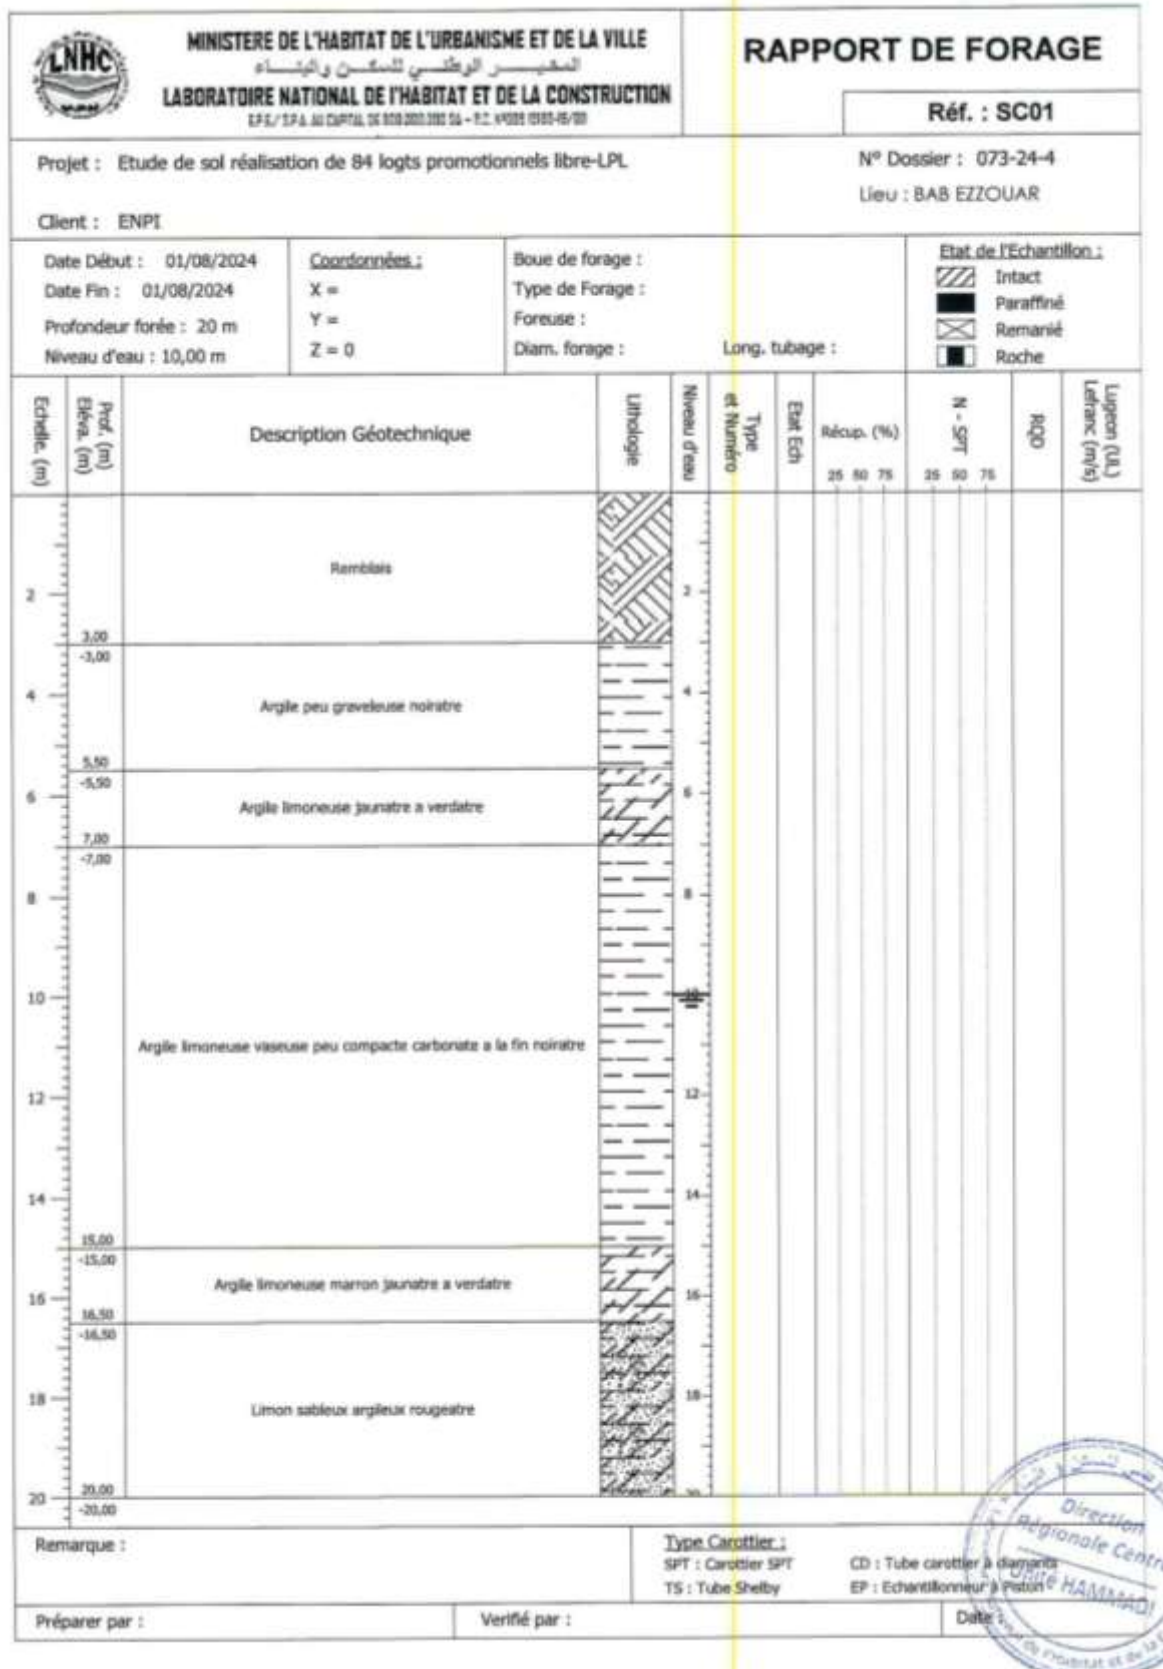 LNHC
MINISTERE DE L'HABITAT DE L'URBANISME ET DE LA VILLE
LABORATOIRE NATIONAL DE l'HABITAT ET DE LA CONSTRUCTION
RAPPORT DE FORAGE
Réf. : SC01
Projet : Etude de sol réalisation de 84 logts promotionnels libre-LPL
N° Dossier : 073-24-4
Lieu : BAB EZZOUAR
Client : ENPI
Date Début : 01/08/2024
Date Fin : 01/08/2024
Profondeur forée : 20 m
Niveau d'eau : 10,00 m
Coordonnées :
X =
Y =
Z = 0
Boue de forage :
Type de Forage :
Foreuse :
Diam. forage : Long. tubage :
Etat de l'Echantillon :
Intact
Paraffiné
Remanié
Roche
Echelle. (m)
Prof. (m)
Eléva. (m)
Description Géotechnique
Lithologie
Niveau d'eau
Type
et Numéro
Etat Ech
Récup. (%)
25 50 75
N - SPT
25 50 75
RQD
Lugeon (UL)
Lefranc (m/s)
Remblais
2 2
3,00
-3,00
4 4
Argile peu graveleuse noiratre
5,50
-5,50
6 6
Argile limoneuse jaunatre a verdatre
7,00
-7,00
8 8
10 10
Argile limoneuse vaseuse peu compacte carbonate a la fin noiratre
12 12
14 14
15,00
-15,00
Argile limoneuse marron jaunatre a verdatre
16 16
16,50
-16,50
18 18
Limon sableux argileux rougeatre
20,00
20
-20,00
Remarque :
Type Carottier :
SPT : Carottier SPT CD : Tube carottier à diamants
TS : Tube Shelby EP : Echantillonneur à Piston
Préparer par : Verifié par : Date :
Direction
Régionale Centre
Unité HAMMADI